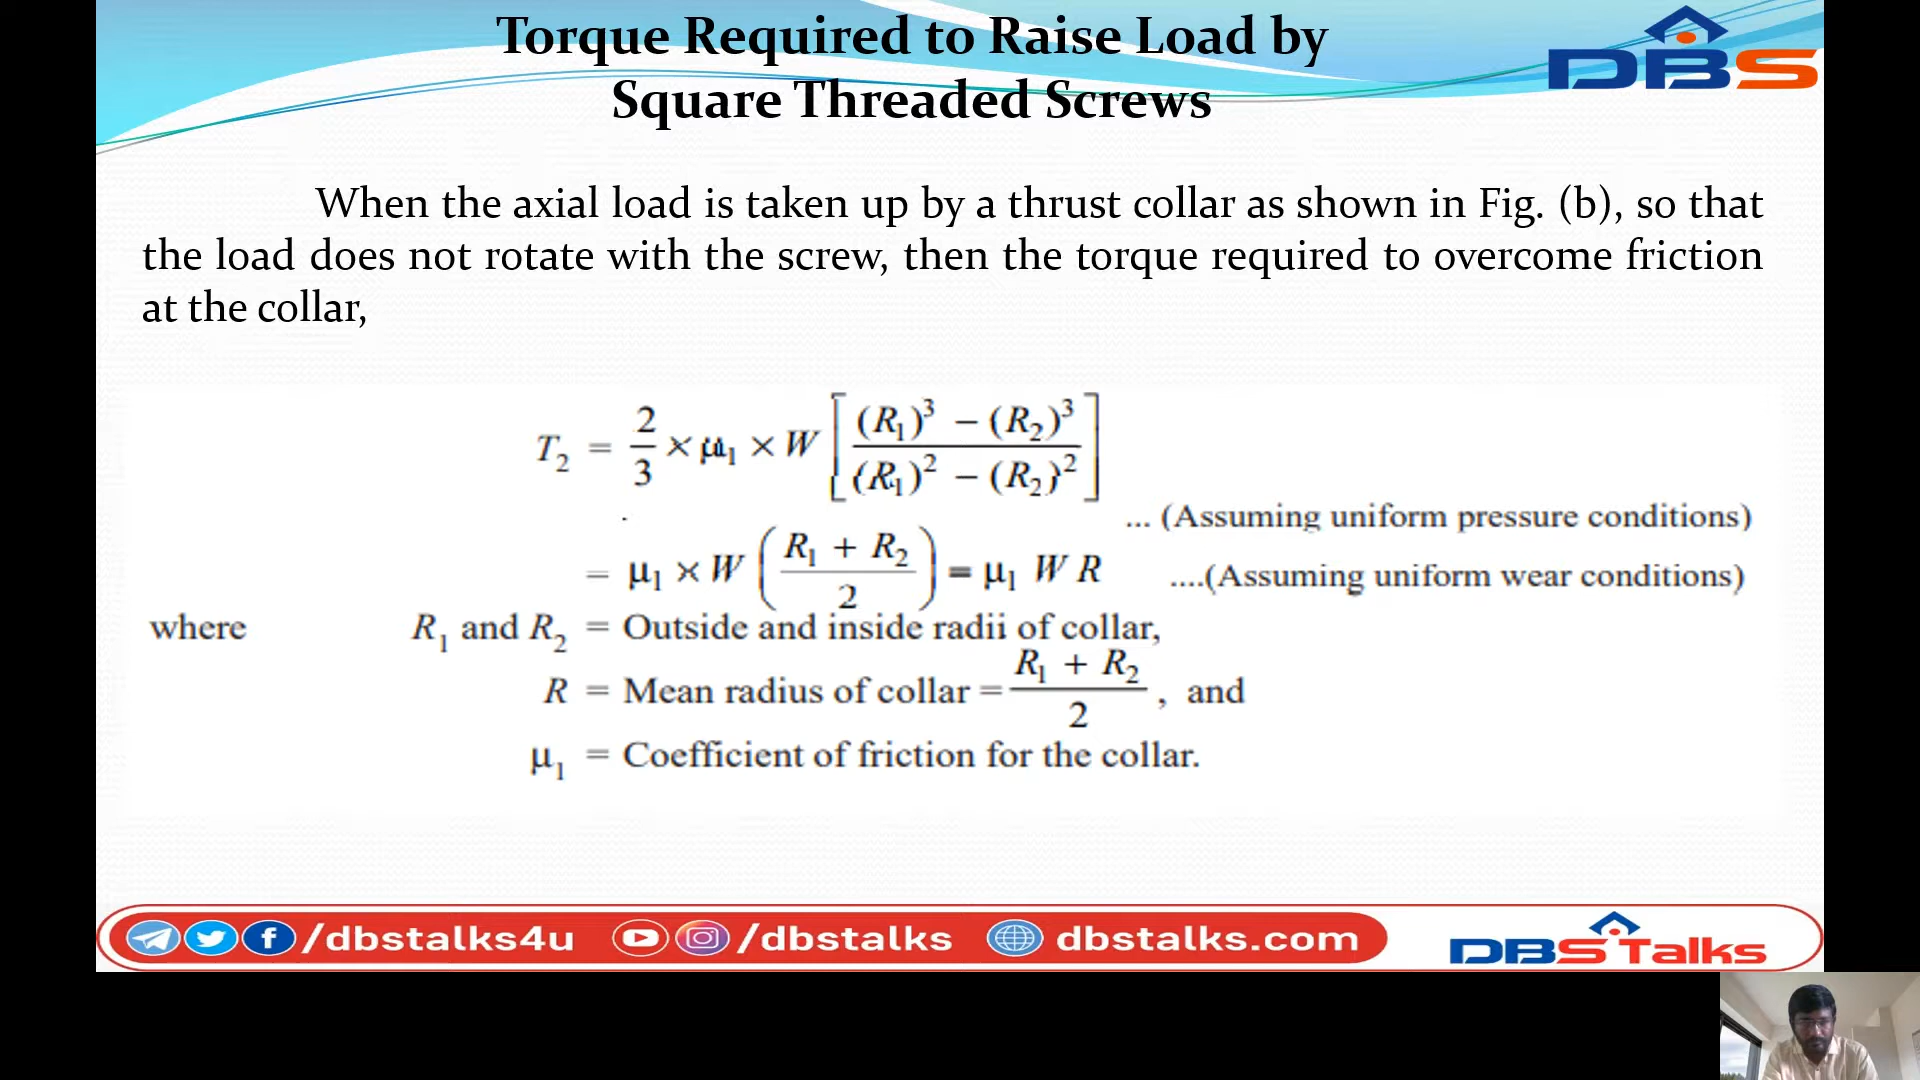 Torque Required to Raise Load by
Square Threaded Screws
DBS
When the axial load is taken up by a thrust collar as shown in Fig. (b), so that
the load does not rotate with the screw, then the torque required to overcome friction
at the collar,
T₂ = 2/3 × μ₁ × W [ (R₁)³ − (R₂)³ / (R₁)² − (R₂)² ]
... (Assuming uniform pressure conditions)
= μ₁ × W ( R₁ + R₂ / 2 ) = μ₁ W R ....(Assuming uniform wear conditions)
where R₁ and R₂ = Outside and inside radii of collar,
R = Mean radius of collar = R₁ + R₂ / 2 , and
μ₁ = Coefficient of friction for the collar.
/dbstalks4u /dbstalks dbstalks.com DBS Talks